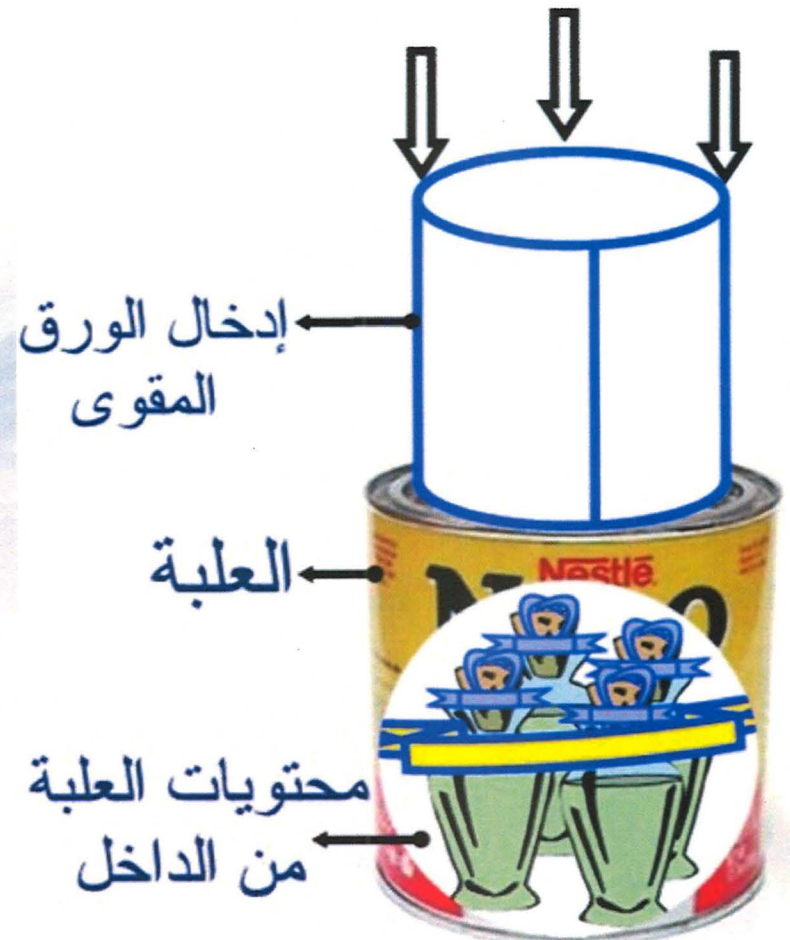 إدخال الورق
المقوى
العلبة
Nestlé
محتويات العلبة
من الداخل